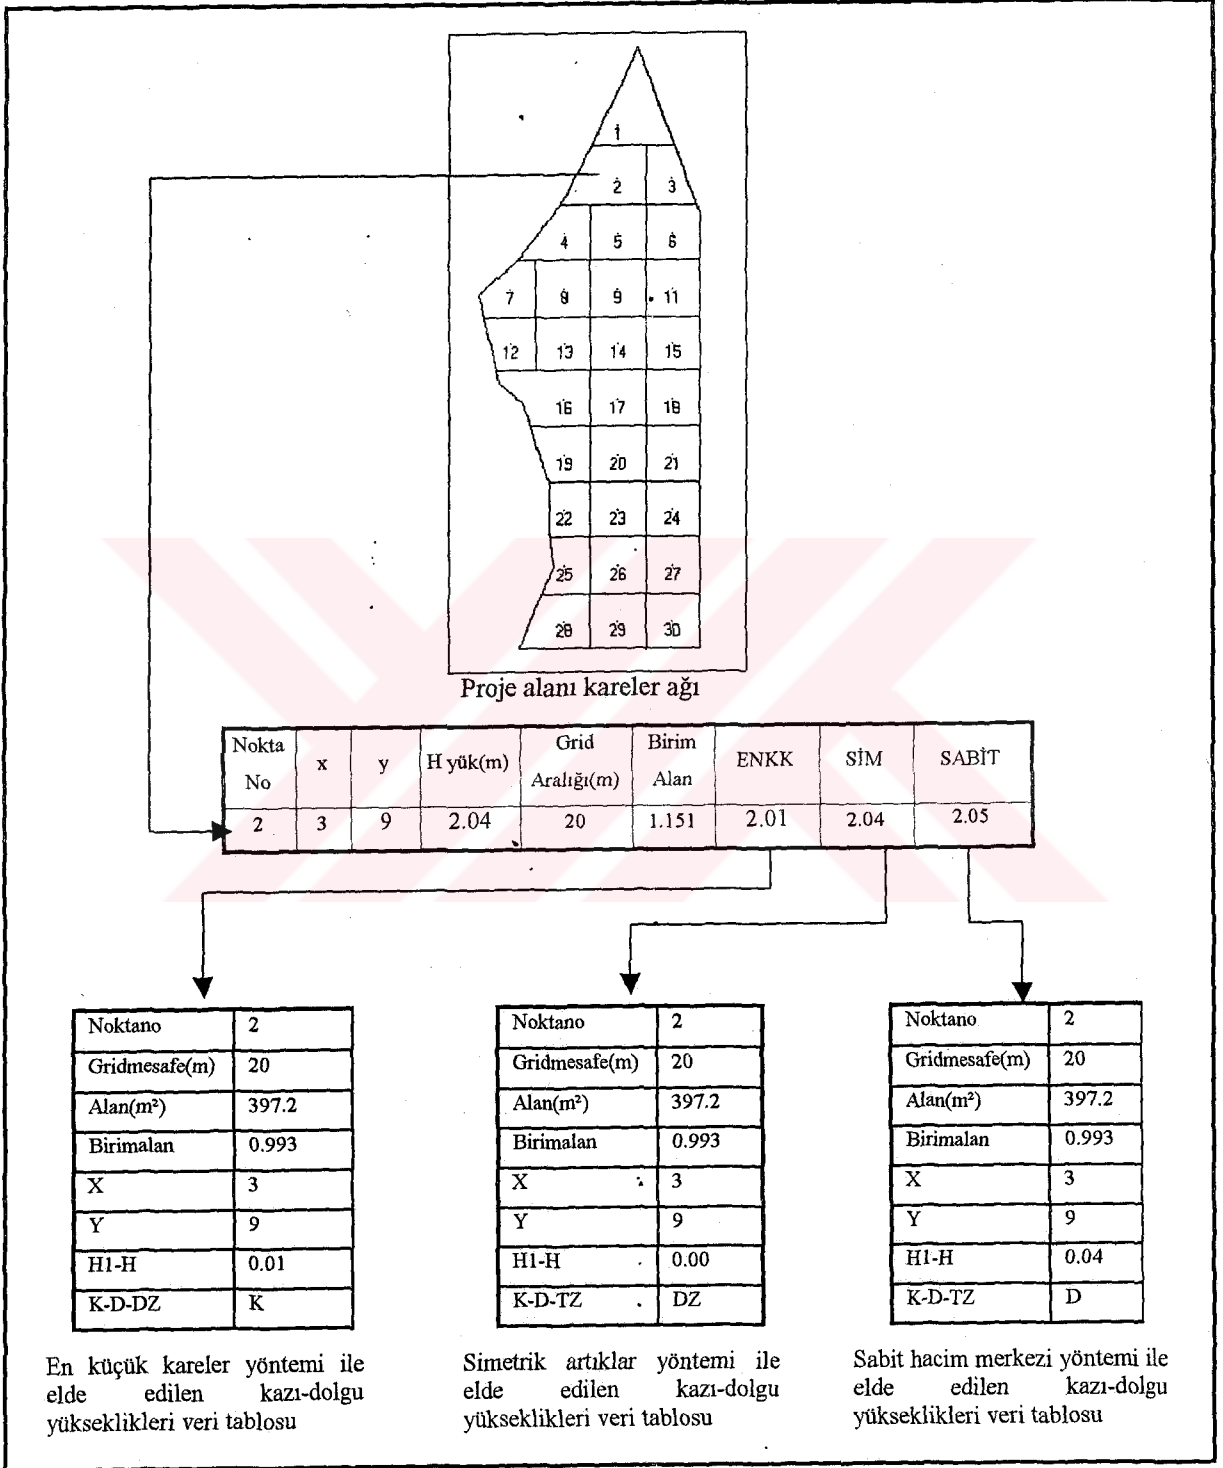 1
2 3
4 5 6
7 8 9 11
12 13 14 15
16 17 18
19 20 21
22 23 24
25 26 27
28 29 30
Proje alanı kareler ağı
Nokta No x y H yük(m) Grid Aralığı(m) Birim Alan ENKK SİM SABİT
2 3 9 2.04 20 1.151 2.01 2.04 2.05
Noktano 2
Gridmesafe(m) 20
Alan(m²) 397.2
Birimalan 0.993
X 3
Y 9
H1-H 0.01
K-D-DZ K
En küçük kareler yöntemi ile
elde edilen kazı-dolgu
yükseklikleri veri tablosu
Noktano 2
Gridmesafe(m) 20
Alan(m²) 397.2
Birimalan 0.993
X 3
Y 9
H1-H 0.00
K-D-TZ DZ
Simetrik artıklar yöntemi ile
elde edilen kazı-dolgu
yükseklikleri veri tablosu
Noktano 2
Gridmesafe(m) 20
Alan(m²) 397.2
Birimalan 0.993
X 3
Y 9
H1-H 0.04
K-D-TZ D
Sabit hacim merkezi yöntemi ile
elde edilen kazı-dolgu
yükseklikleri veri tablosu